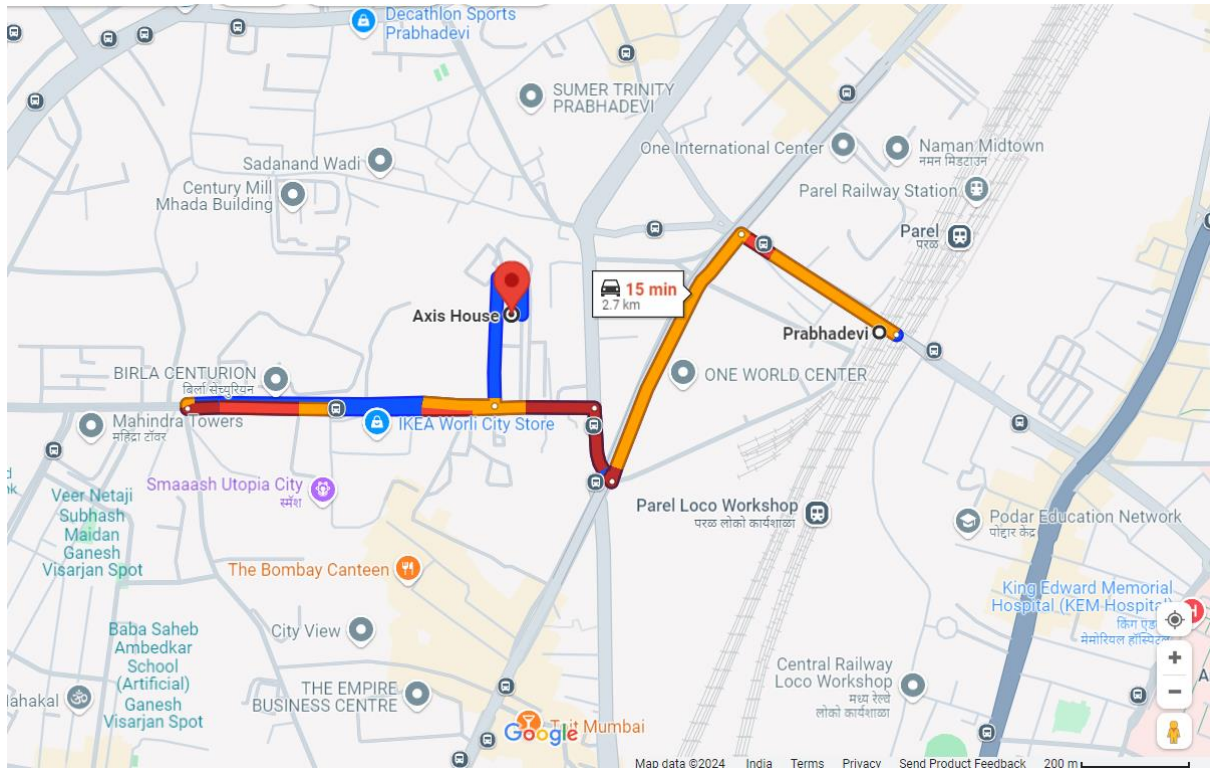 Decathlon Sports
Prabhadevi
SUMER TRINITY
PRABHADEVI
One International Center
Naman Midtown
नमन मिडटाउन
Sadanand Wadi
Century Mill
Mhada Building
Parel Railway Station
Parel
परळ
15 min
2.7 km
Axis House
Prabhadevi
BIRLA CENTURION
बिर्ला सेंच्युरियन
ONE WORLD CENTER
Mahindra Towers
महिंद्रा टॉवर
IKEA Worli City Store
Smaaash Utopia City
स्मॅश
Veer Netaji
Subhash
Maidan
Ganesh
Visarjan Spot
Parel Loco Workshop
परळ लोको कार्यशाळा
Podar Education Network
पोद्दार केंद्र
The Bombay Canteen
King Edward Memorial
Hospital (KEM Hospital)
किंग एड
मेमोरियल हॉस्पिटल
Baba Saheb
Ambedkar
School
(Artificial)
Ganesh
Visarjan Spot
City View
Central Railway
Loco Workshop
मध्य रेल्वे
लोको कार्यशाळा
THE EMPIRE
BUSINESS CENTRE
Mumbai
Google
Map data ©2024 India Terms Privacy Send Product Feedback 200 m